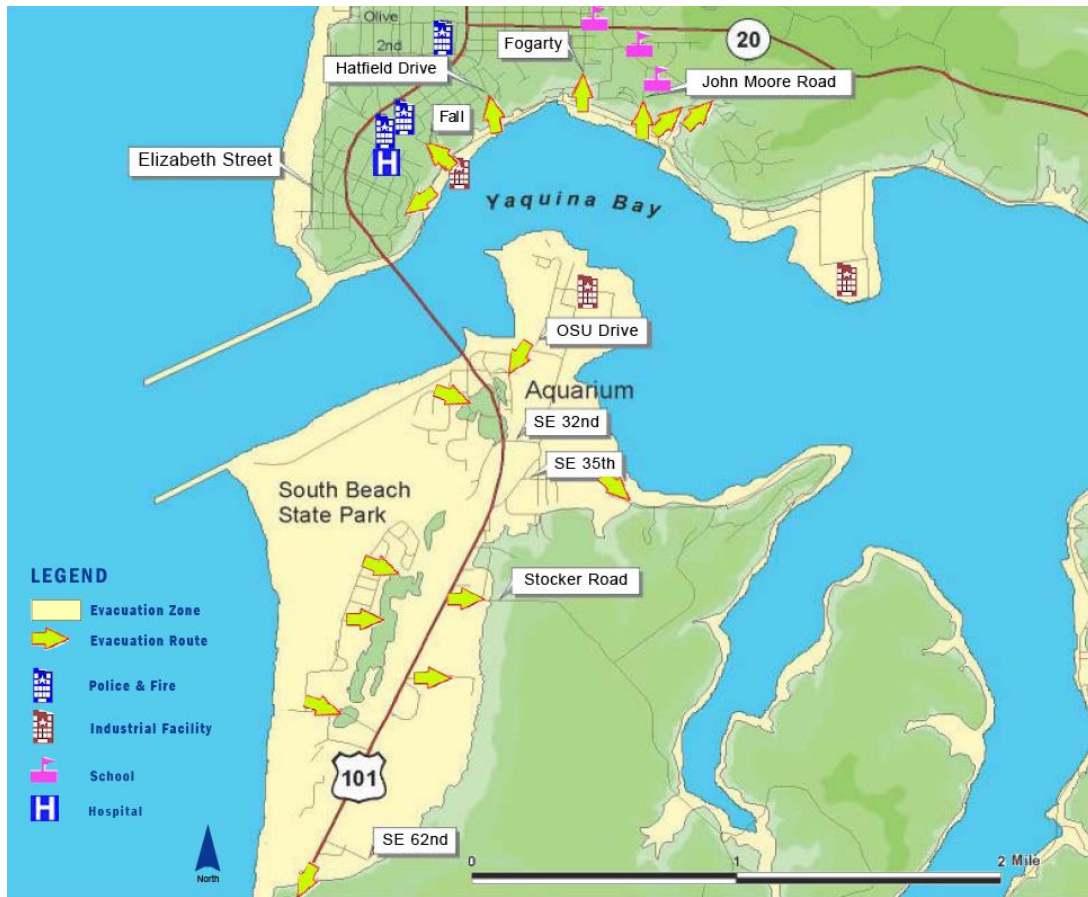 Olive
2nd
Fogarty
20
Hatfield Drive
John Moore Road
Fall
H
Elizabeth Street
Yaquina Bay
OSU Drive
Aquarium
SE 32nd
SE 35th
South Beach
State Park
LEGEND
Stocker Road
Evacuation Zone
Evacuation Route
Police & Fire
Industrial Facility
School
101
H
Hospital
SE 62nd
North
0
1
2 Mile